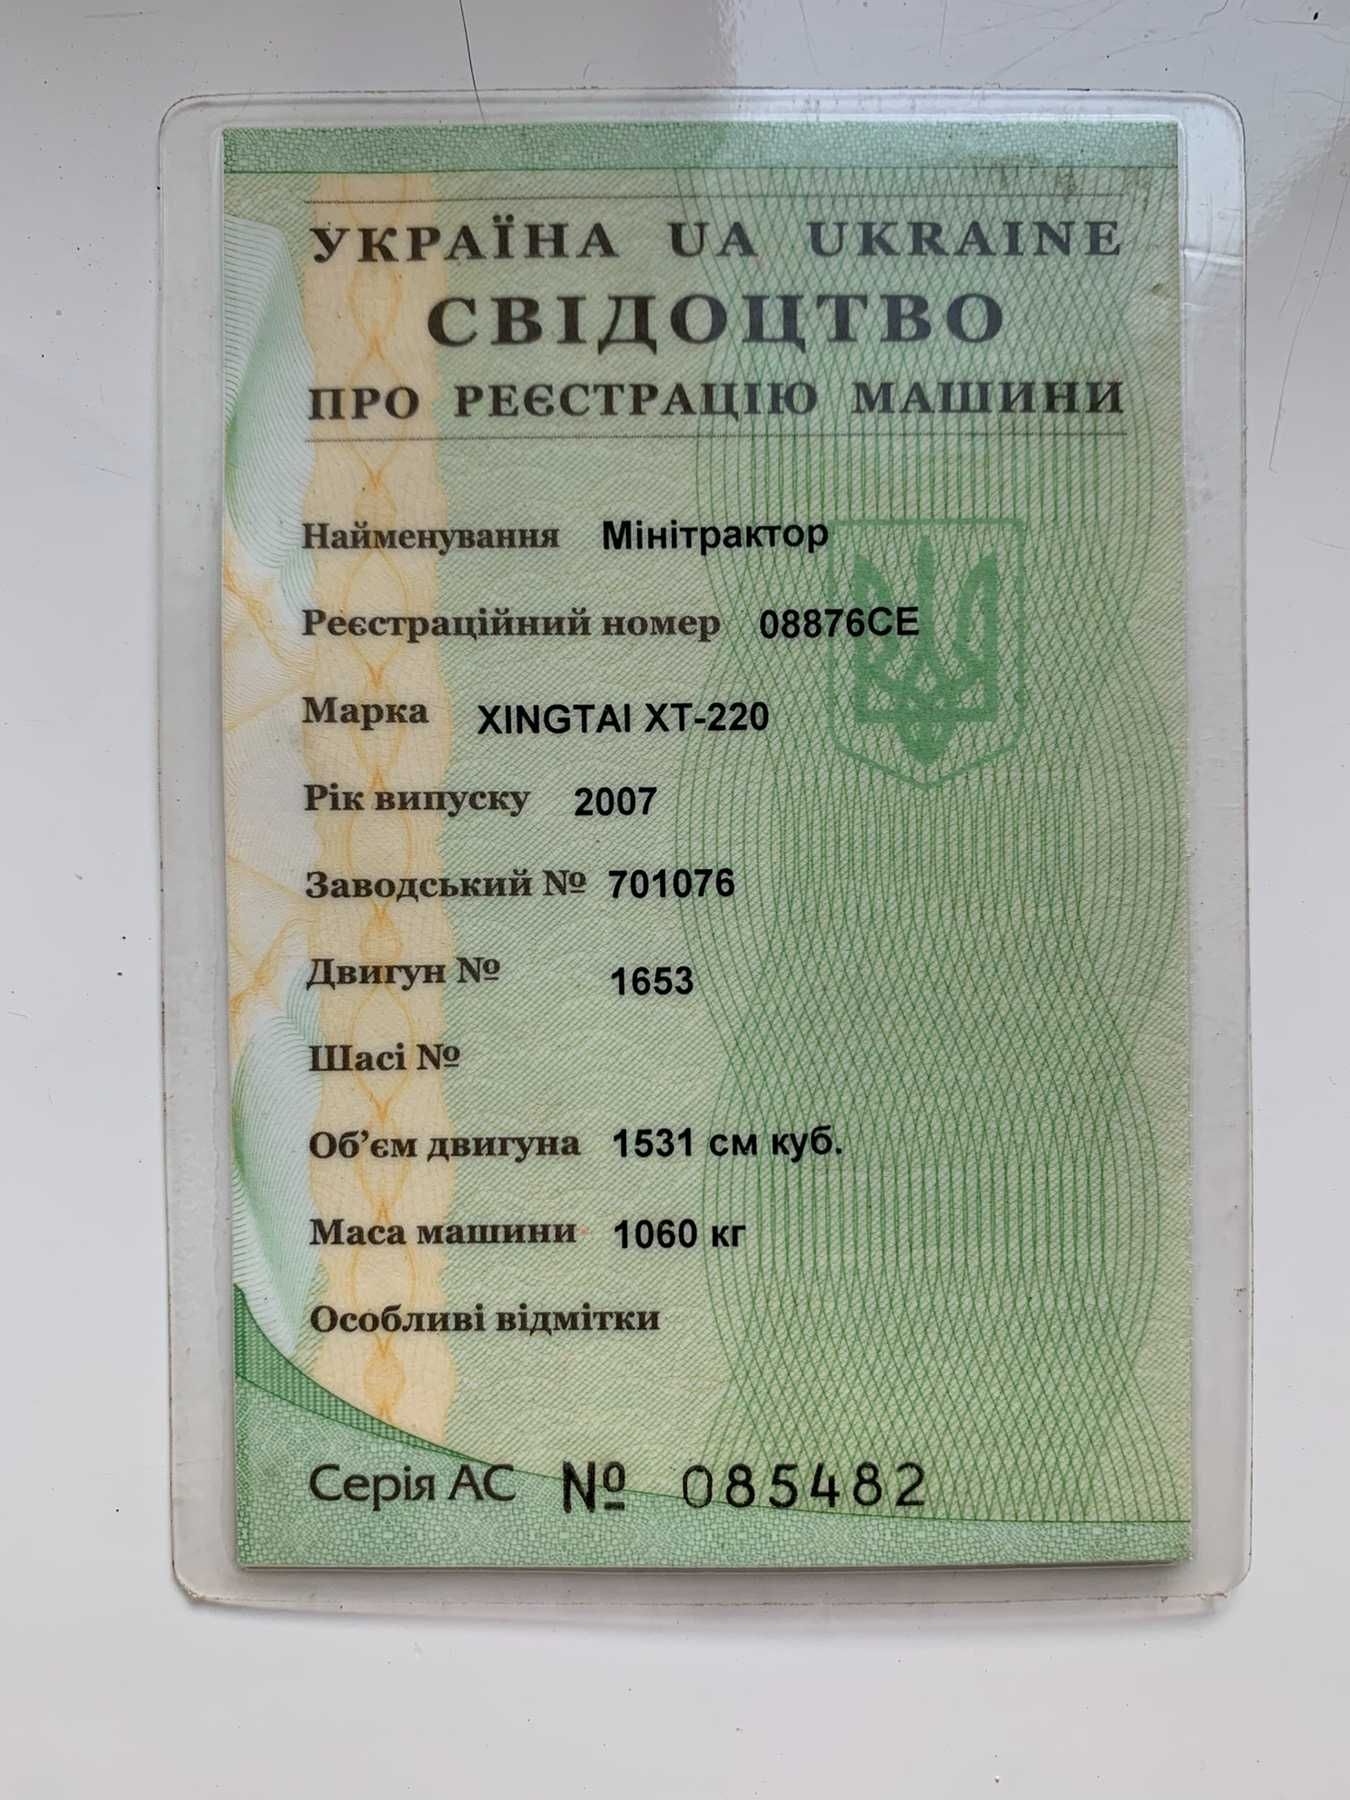 УКРАЇНА UA UKRAINE
СВІДОЦТВО
ПРО РЕЄСТРАЦІЮ МАШИНИ
Найменування Мінітрактор
Реєстраційний номер 08876СЕ
Марка XINGTAI XT-220
Рік випуску 2007
Заводський № 701076
Двигун № 1653
Шасі №
Об’єм двигуна 1531 см куб.
Маса машини 1060 кг
Особливі відмітки
Серія АС № 085482